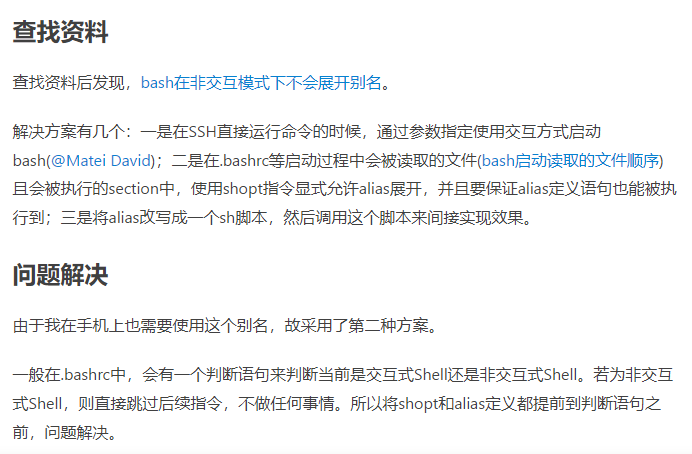 查找资料
查找资料后发现，bash在非交互模式下不会展开别名。
解决方案有几个：一是在SSH直接运行命令的时候，通过参数指定使用交互方式启动
bash(@Matei David)；二是在.bashrc等启动过程中会被读取的文件(bash启动读取的文件顺序)
且会被执行的section中，使用shopt指令显式允许alias展开，并且要保证alias定义语句也能被执
行到；三是将alias改写成一个sh脚本，然后调用这个脚本来间接实现效果。
问题解决
由于我在手机上也需要使用这个别名，故采用了第二种方案。
一般在.bashrc中，会有一个判断语句来判断当前是交互式Shell还是非交互式Shell。若为非交互
式Shell，则直接跳过后续指令，不做任何事情。所以将shopt和alias定义都提前到判断语句之
前，问题解决。